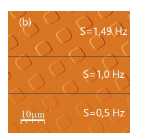 (b)
S=1,49 Hz
S=1,0 Hz
S=0,5 Hz
10μm